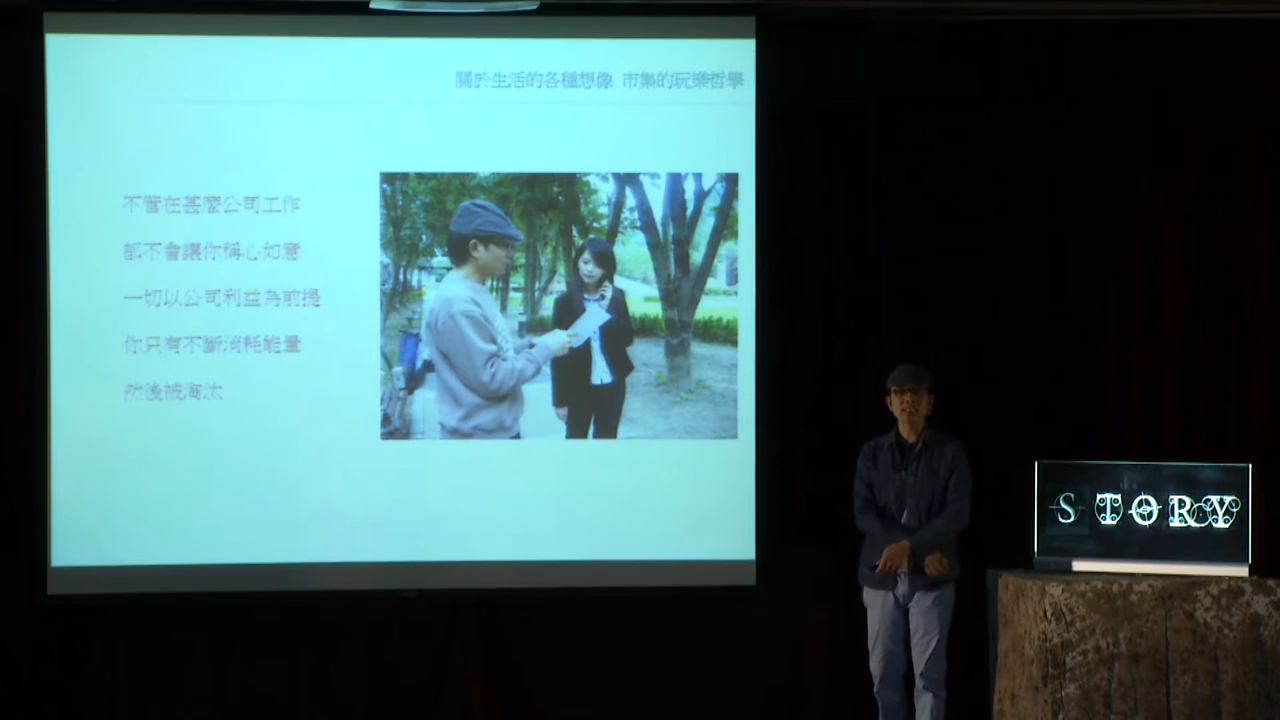 關於生活的各種想像 市集的玩樂哲學
不管在甚麼公司工作
都不會讓你稱心如意
一切以公司利益為前提
你只有不斷消耗能量
然後被淘汰
STORY